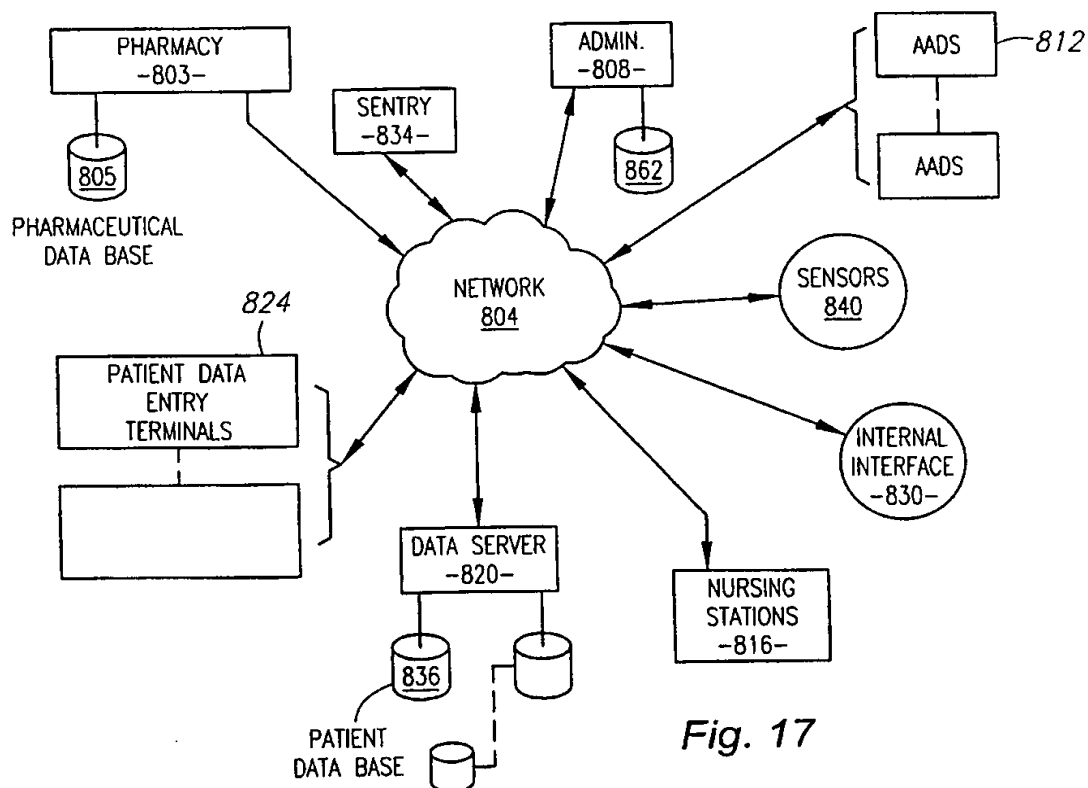 PHARMACY
-803-
805
PHARMACEUTICAL
DATA BASE
SENTRY
-834-
ADMIN.
-808-
862
AADS
812
AADS
NETWORK
804
SENSORS
840
824
PATIENT DATA
ENTRY
TERMINALS
INTERNAL
INTERFACE
-830-
DATA SERVER
-820-
NURSING
STATIONS
-816-
836
PATIENT
DATA BASE
Fig. 17